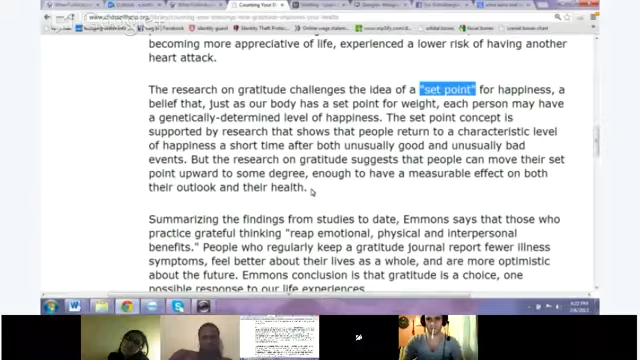 Counting Your D
becoming more appreciative of life, experienced a lower risk of having another
heart attack.
The research on gratitude challenges the idea of a "set point" for happiness, a
belief that, just as our body has a set point for weight, each person may have
a genetically-determined level of happiness. The set point concept is
supported by research that shows that people return to a characteristic level
of happiness a short time after both unusually good and unusually bad
events. But the research on gratitude suggests that people can move their set
point upward to some degree, enough to have a measurable effect on both
their outlook and their health.
Summarizing the findings from studies to date, Emmons says that those who
practice grateful thinking "reap emotional, physical and interpersonal
benefits." People who regularly keep a gratitude journal report fewer illness
symptoms, feel better about their lives as a whole, and are more optimistic
about the future. Emmons conclusion is that gratitude is a choice, one
possible response to our life experiences.